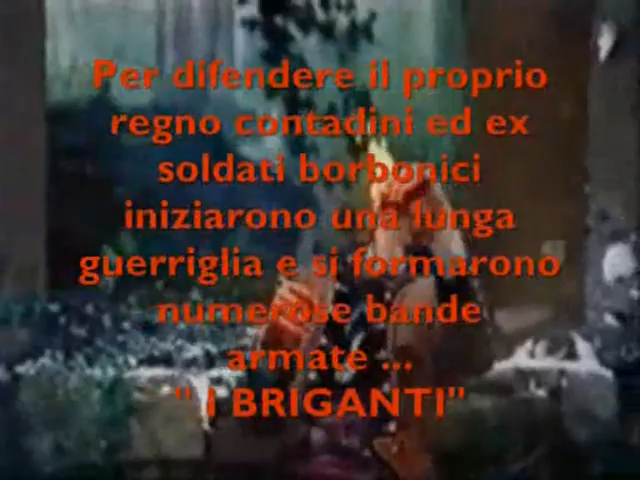 Per difendere il proprio
regno contadini ed ex
soldati borbonici
iniziarono una lunga
guerriglia e si formarono
numerose bande
armate ...
" I BRIGANTI"